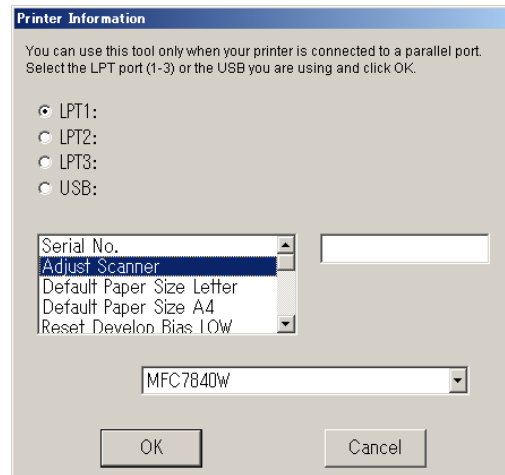 Printer Information
You can use this tool only when your printer is connected to a parallel port.
Select the LPT port (1-3) or the USB you are using and click OK.
LPT1:
LPT2:
LPT3:
USB:
Serial No.
Adjust Scanner
Default Paper Size Letter
Default Paper Size A4
Reset Develop Bias LOW
MFC7840W
OK Cancel